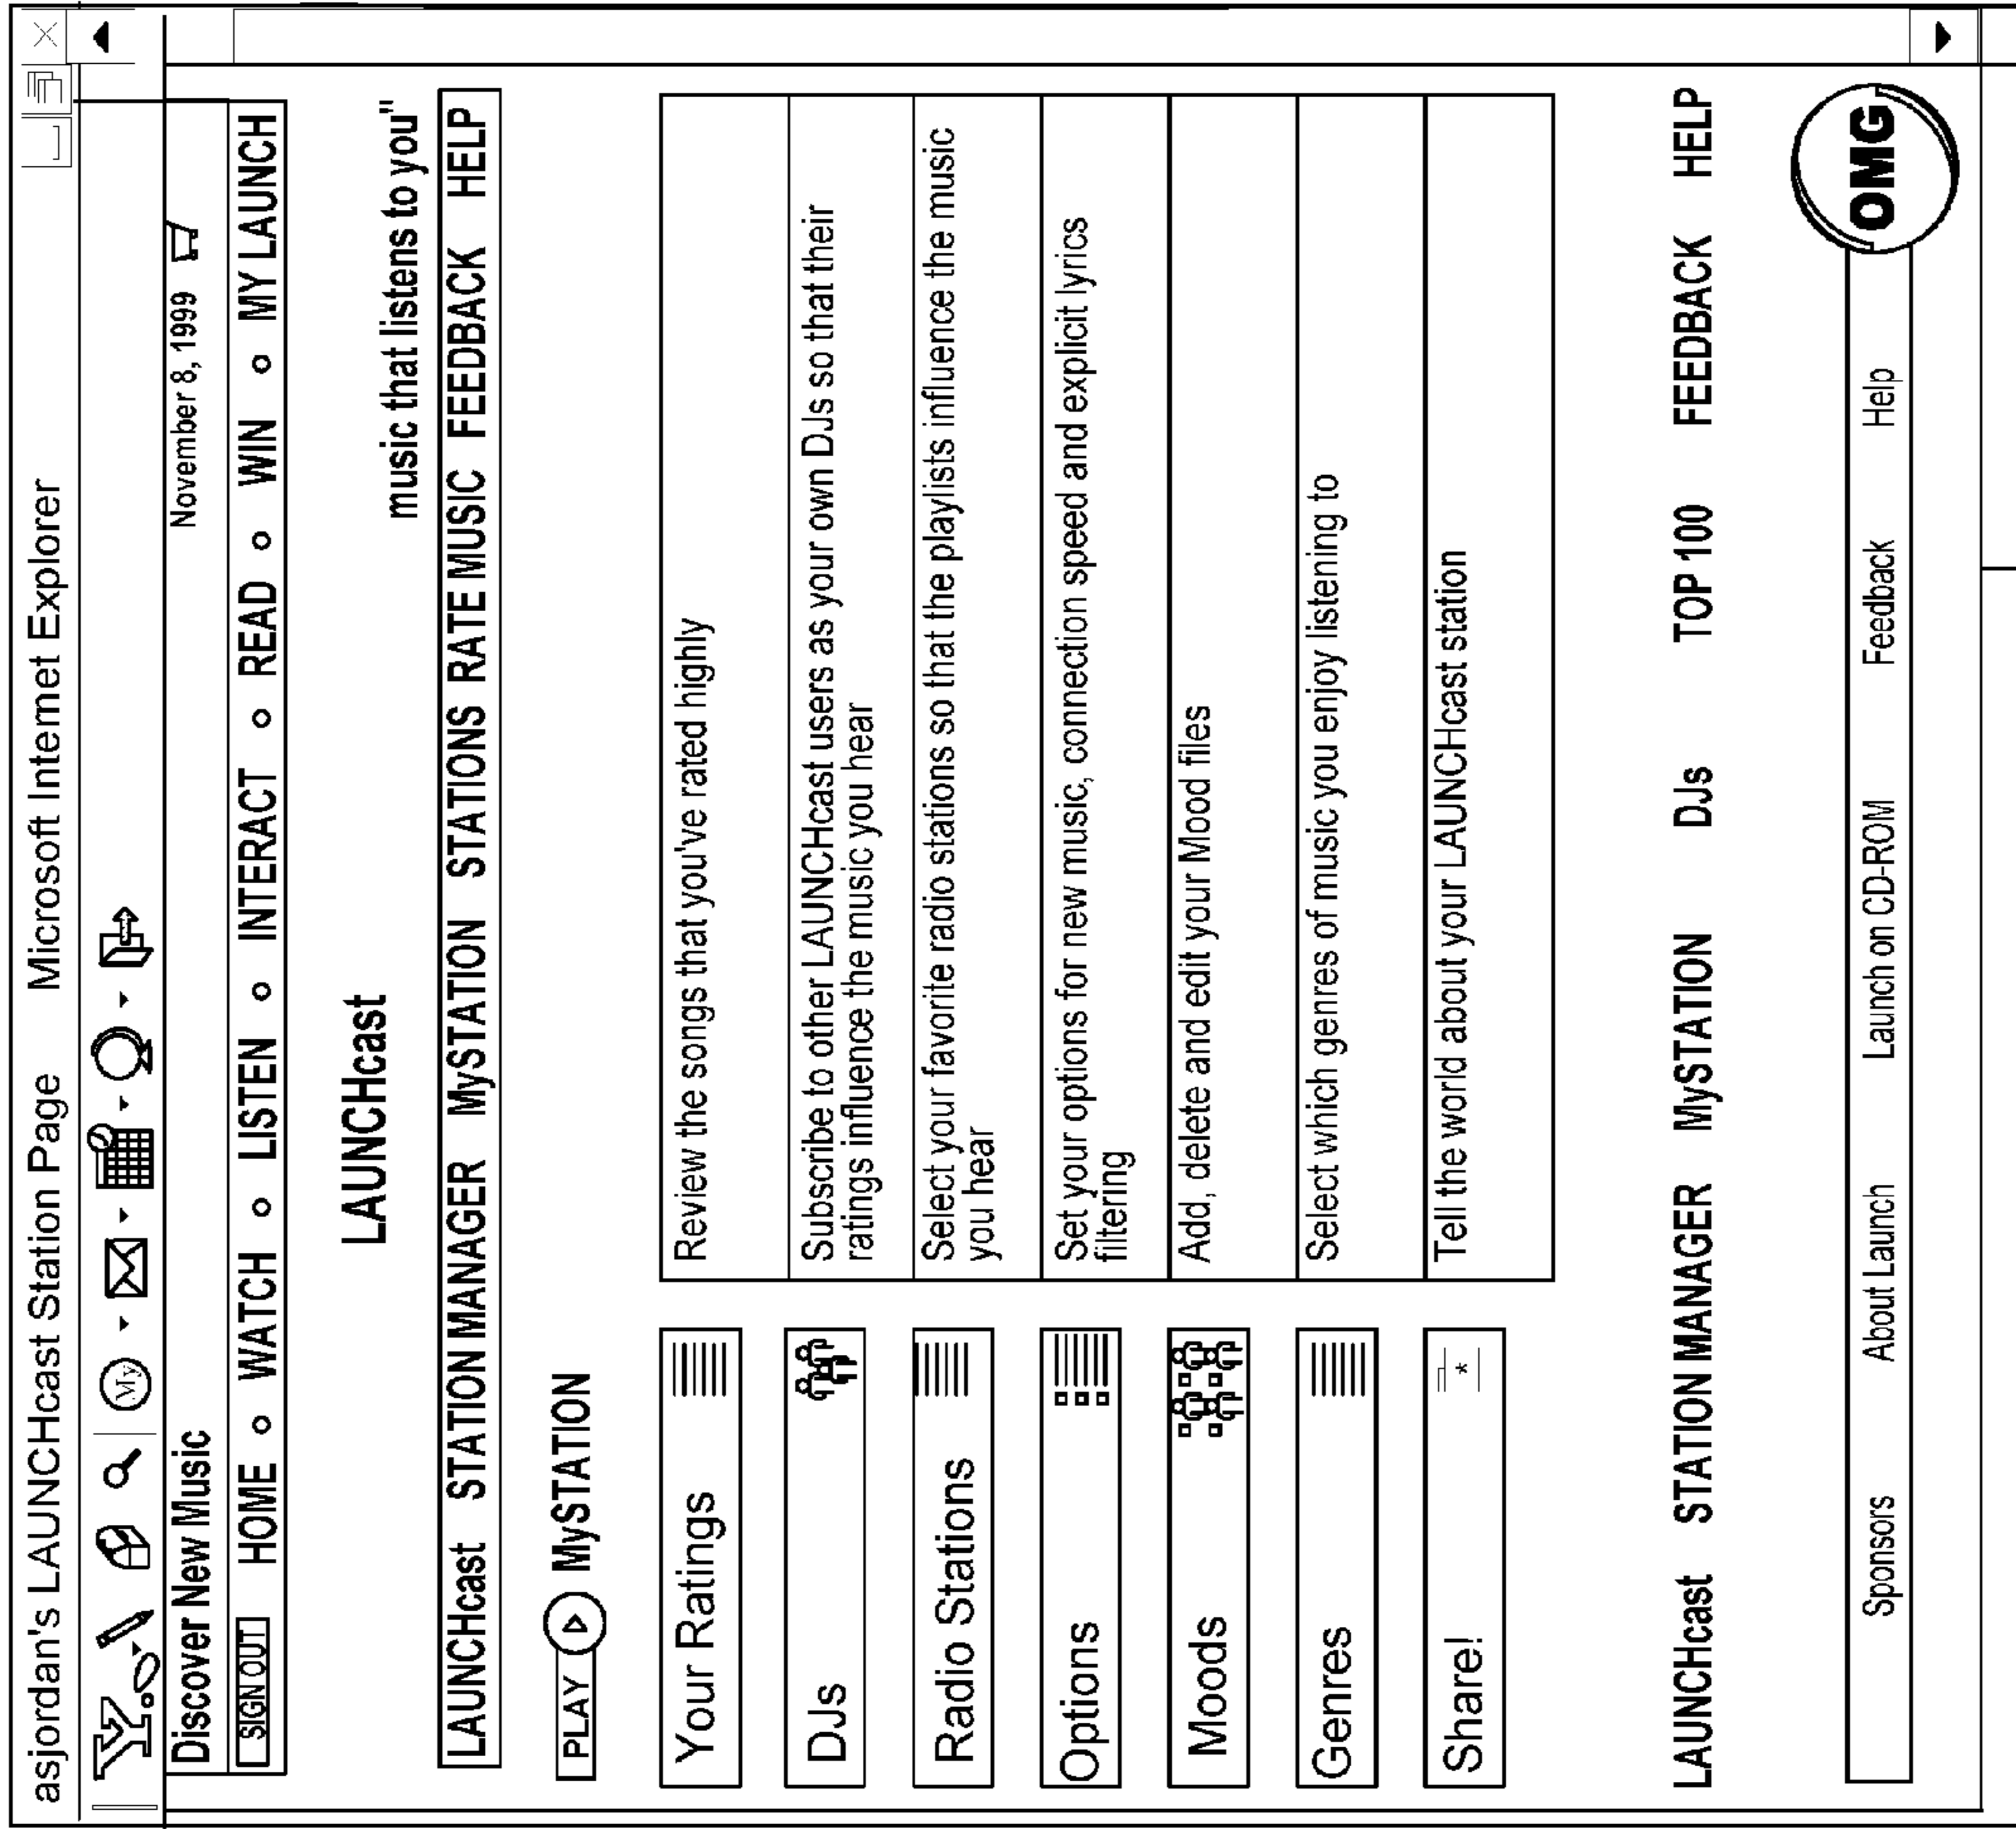 asjordan's LAUNCHcast Station Page Microsoft Internet Explorer
Y. My
Discover New Music November 8, 1999
SIGN OUT HOME o WATCH o LISTEN o INTERACT o READ o WIN o MY LAUNCH
LAUNCHcast
music that listens to you"
LAUNCHcast STATION MANAGER MySTATION STATIONS RATE MUSIC FEEDBACK HELP
PLAY MySTATION
Your Ratings Review the songs that you've rated highly
DJs Subscribe to other LAUNCHcast users as your own DJs so that their
ratings influence the music you hear
Radio Stations Select your favorite radio stations so that the playlists influence the music
you hear
Options Set your options for new music, connection speed and explicit lyrics
filtering
Moods Add, delete and edit your Mood files
Genres Select which genres of music you enjoy listening to
Share! Tell the world about your LAUNCHcast station
LAUNCHcast STATION MANAGER MySTATION DJs TOP 100 FEEDBACK HELP
Sponsors About Launch Launch on CD-ROM Feedback Help OMG